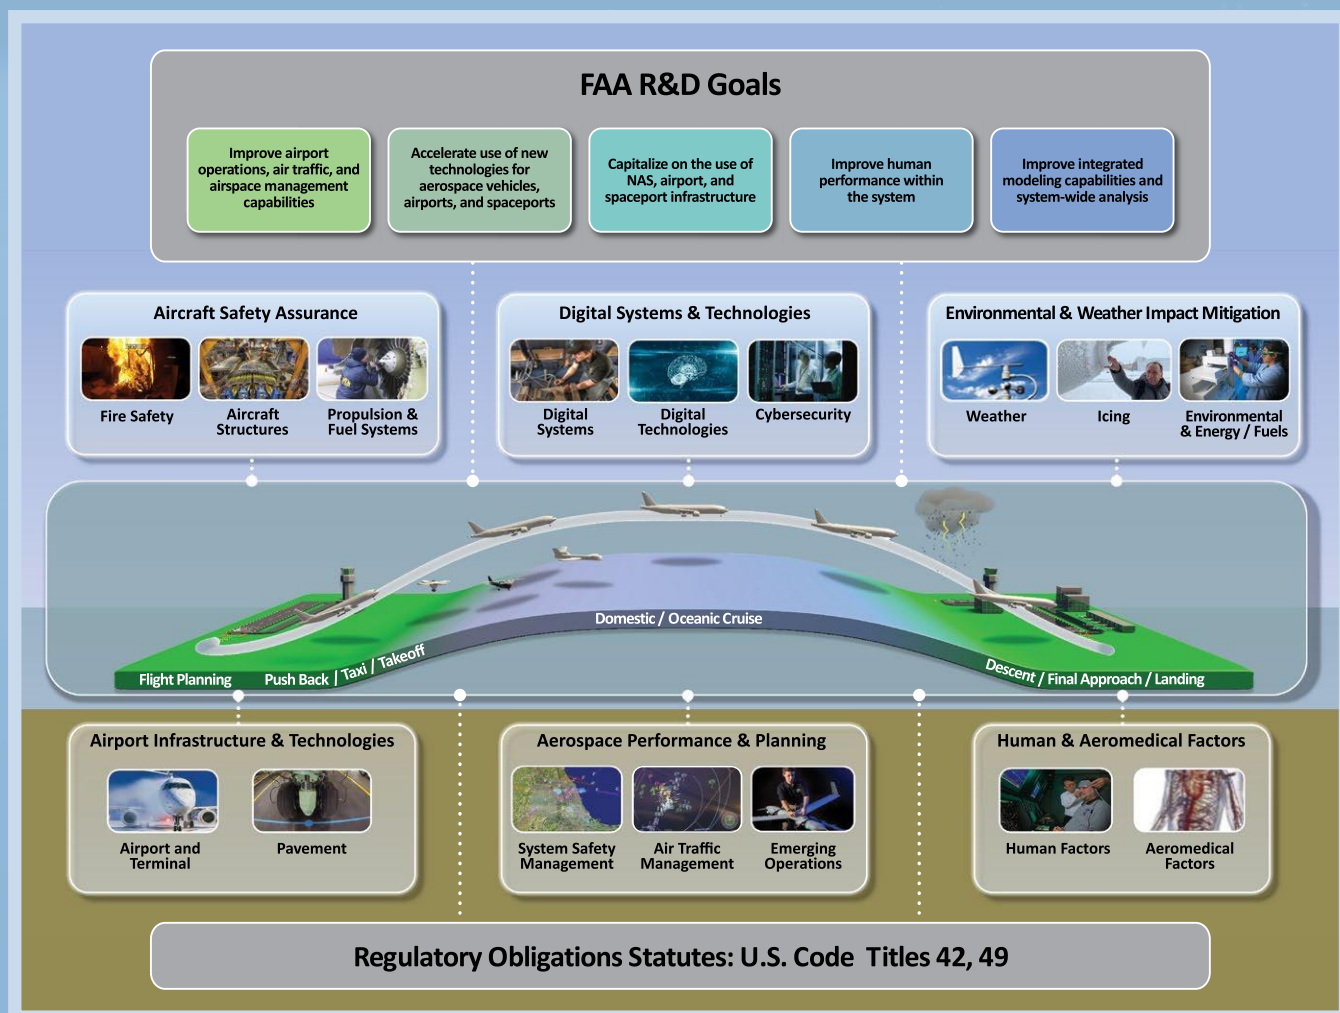 FAA R&D Goals
Improve airport
operations, air traffic, and
airspace management
capabilities
Accelerate use of new
technologies for
aerospace vehicles,
airports, and spaceports
Capitalize on the use of
NAS, airport, and
spaceport infrastructure
Improve human
performance within
the system
Improve integrated
modeling capabilities and
system-wide analysis
Aircraft Safety Assurance
Fire Safety
Aircraft
Structures
Propulsion &
Fuel Systems
Digital Systems & Technologies
Digital
Systems
Digital
Technologies
Cybersecurity
Environmental & Weather Impact Mitigation
Weather
Icing
Environmental
& Energy / Fuels
Domestic / Oceanic Cruise
Flight Planning
Push Back / Taxi / Takeoff
Descent / Final Approach / Landing
Airport Infrastructure & Technologies
Airport and
Terminal
Pavement
Aerospace Performance & Planning
System Safety
Management
Air Traffic
Management
Emerging
Operations
Human & Aeromedical Factors
Human Factors
Aeromedical
Factors
Regulatory Obligations Statutes: U.S. Code Titles 42, 49